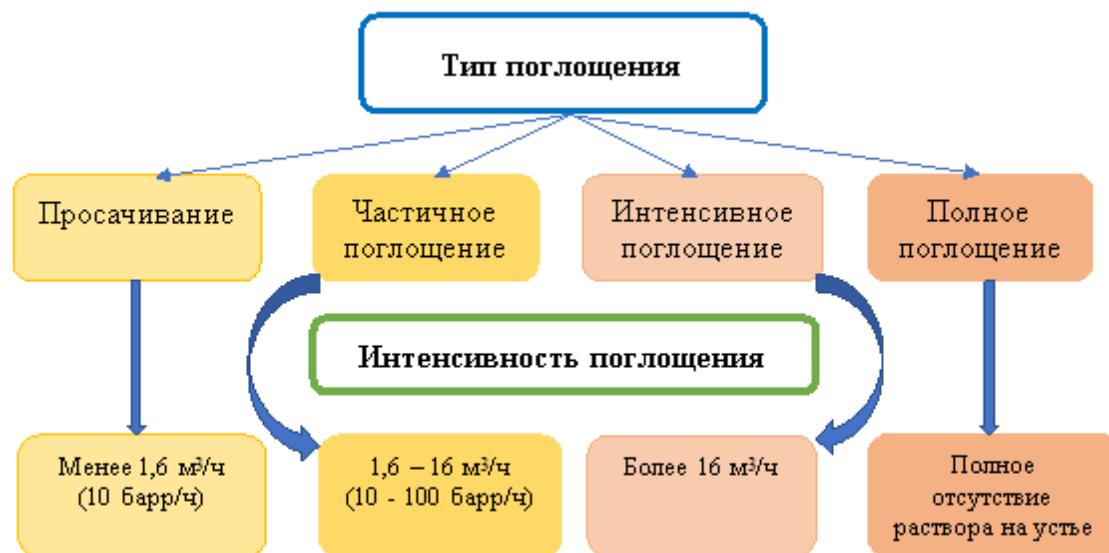 Тип поглощения
Просачивание
Частичное
поглощение
Интенсивное
поглощение
Полное
поглощение
Интенсивность поглощения
Менее 1,6 м³/ч
(10 барр/ч)
1,6 – 16 м³/ч
(10 - 100 барр/ч)
Более 16 м³/ч
Полное
отсутствие
раствора на устье